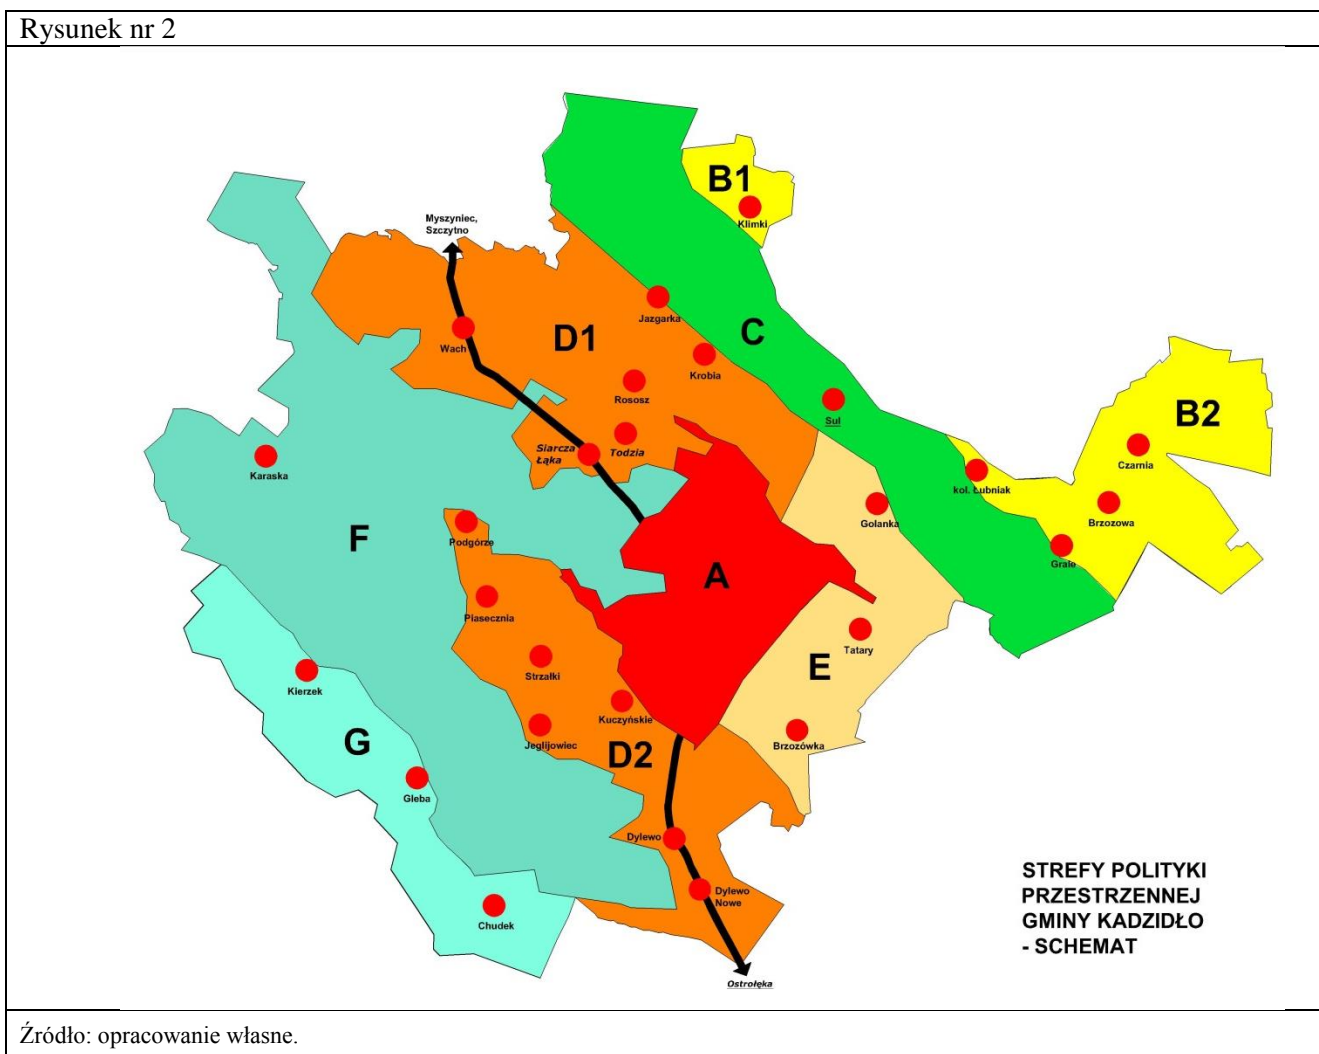 Rysunek nr 2
B1
Klimki
Myszyniec,
Szczytno
Jazgarka
C
Wach
D1
Krobia
Rososz
Sul
B2
Siarcza
Łąka
Todzia
Czarnia
Karaska
kol. Łubniak
Golanka
Brzozowa
F
Podgórze
Grale
A
Piasecznia
Tatary
E
Strzałki
Kierzek
Kuczyńskie
G
Jeglijowiec
D2
Brzozówka
Gleba
Dylewo
Dylewo
Nowe
Chudek
Ostrołęka
STREFY POLITYKI
PRZESTRZENNEJ
GMINY KADZIDŁO
- SCHEMAT
Źródło: opracowanie własne.